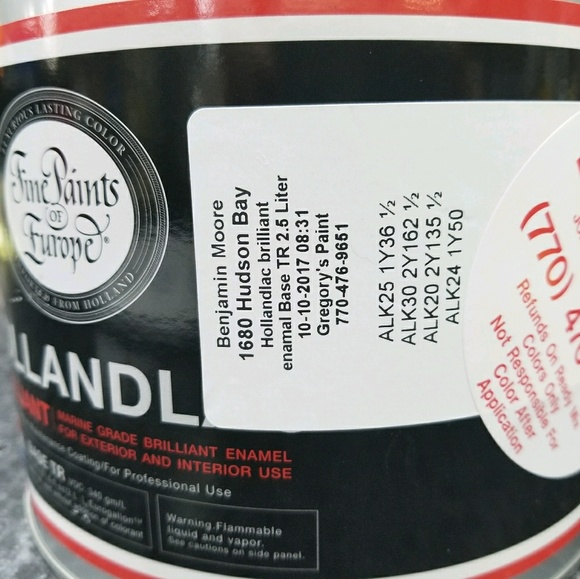 LASTING COLOR
Fine Paints
OF
Europe®
FROM HOLLAND
LLANDL
MARINE GRADE BRILLIANT ENAMEL
FOR EXTERIOR AND INTERIOR USE
Coating/For Professional Use
BASE TR
Warning.Flammable
liquid and vapor.
See cautions on side panel.
Benjamin Moore
1680 Hudson Bay
Hollandlac brilliant
enamal Base TR 2.5 Liter
10-10-2017 08:31
Gregory's Paint
770-476-9651
ALK25 1Y36 ½
ALK30 2Y162 ½
ALK20 2Y135 ½
ALK24 1Y50
(770) 
Refunds On Ready
Colors Only
Not Responsible For
Color After
Application